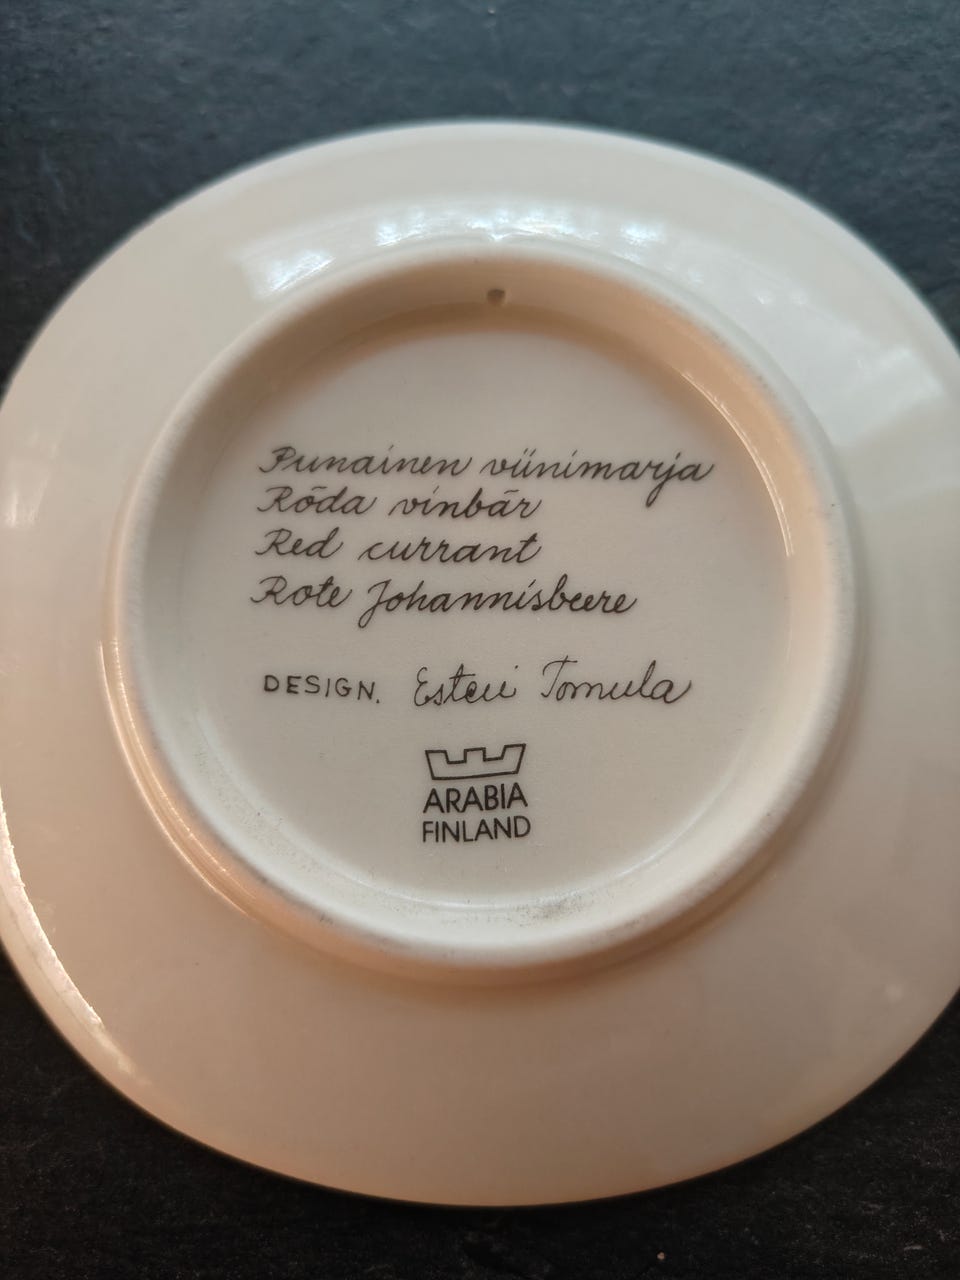 Punainen viinimarja
Röda vinbär
Red currant
Rote Johannisbeere
DESIGN. Esteri Tomula
ARABIA
FINLAND